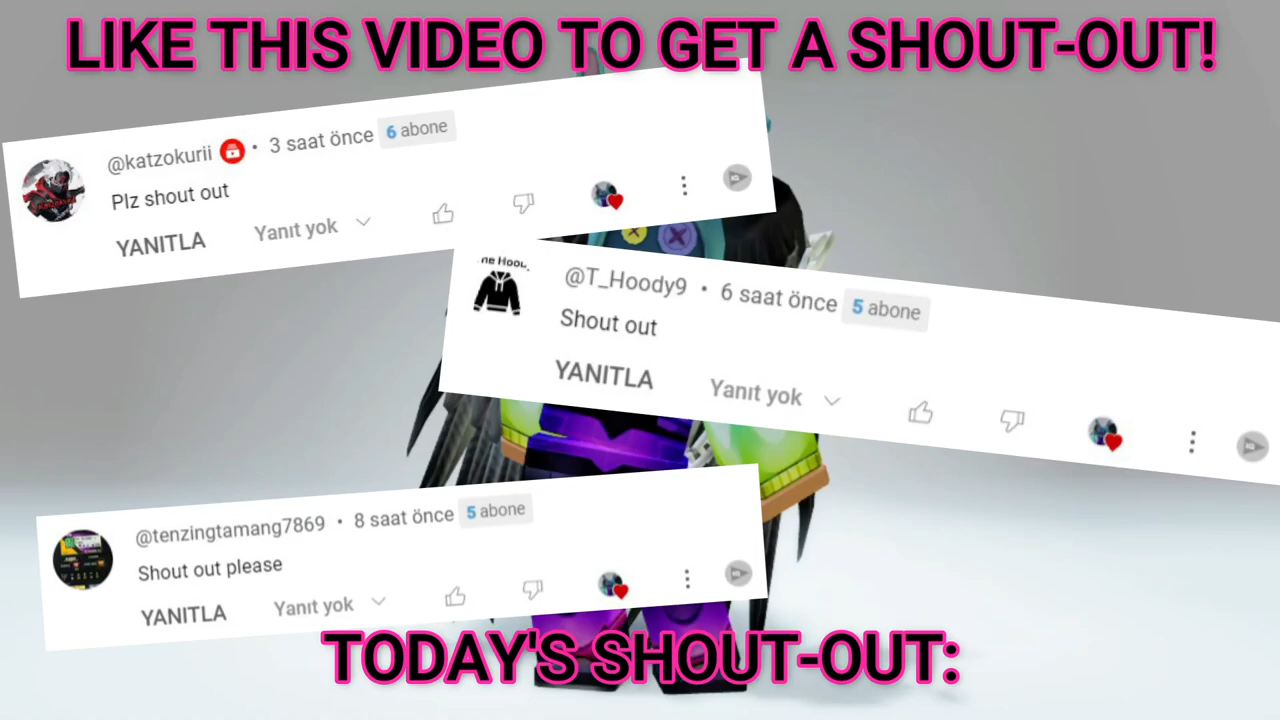 LIKE THIS VIDEO TO GET A SHOUT-OUT!
@katzokurii • 3 saat önce 6 abone
Plz shout out
YANITLA Yanıt yok
@T_Hoody9 • 6 saat önce 5 abone
Shout out
YANITLA Yanıt yok
@tenzingtamang7869 • 8 saat önce 5 abone
Shout out please
YANITLA Yanıt yok
TODAY'S SHOUT-OUT: